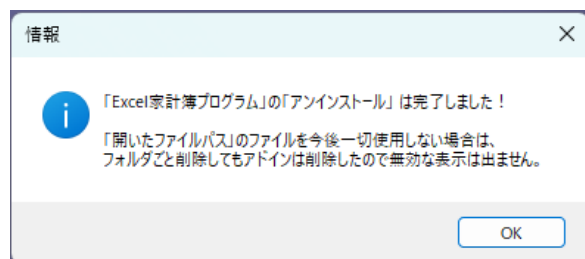 情報
「Excel家計簿プログラム」の「アンインストール」は完了しました！
「開いたファイルパス」のファイルを今後一切使用しない場合は、
フォルダごと削除してもアドインは削除したので無効な表示は出ません。
OK